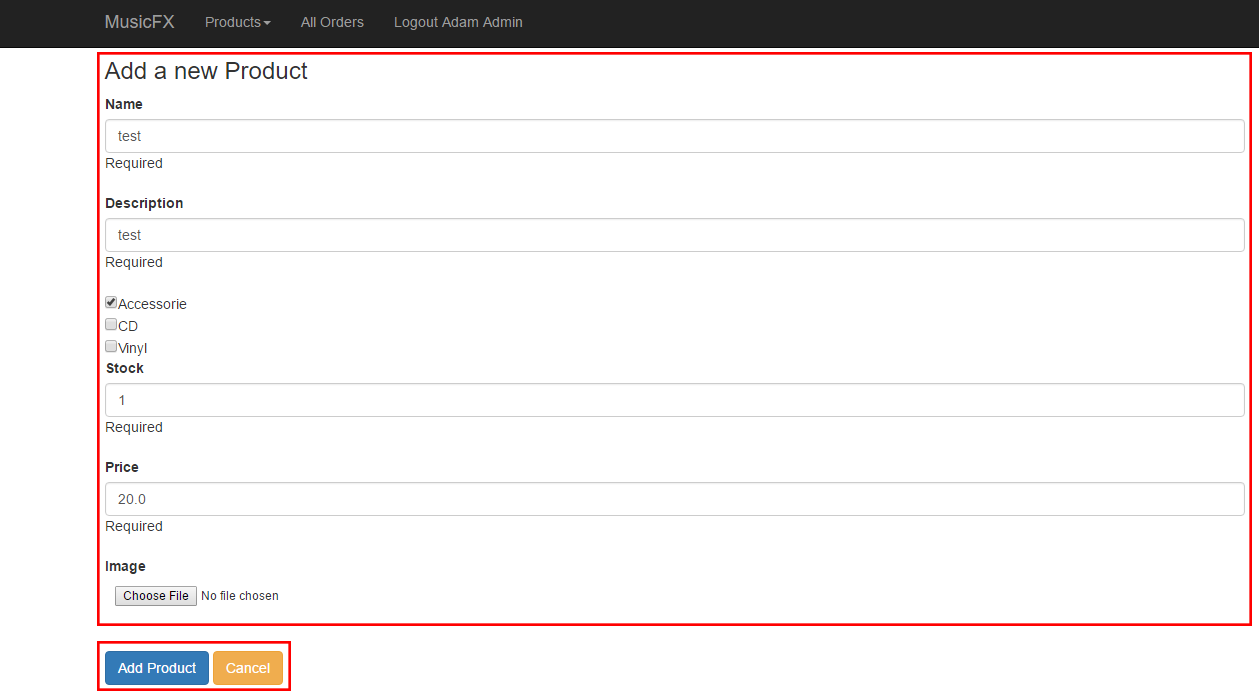 MusicFX Products All Orders Logout Adam Admin
Add a new Product
Name
test
Required
Description
test
Required
Accessorie
CD
Vinyl
Stock
1
Required
Price
20.0
Required
Image
Choose File No file chosen
Add Product Cancel